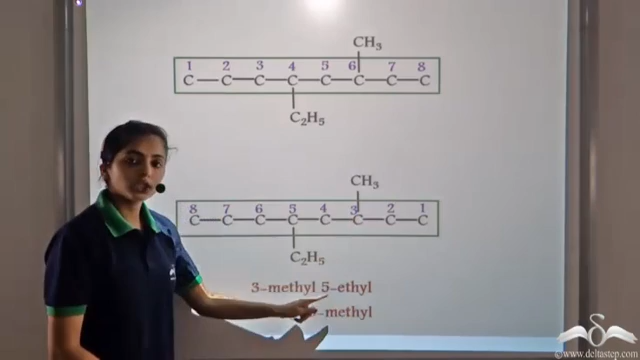 CH₃
1 2 3 4 5 6 7 8
C—C—C—C—C—C—C—C
C₂H₅
CH₃
8 7 6 5 4 3 2 1
C—C—C—C—C—C—C—C
C₂H₅
3-methyl 5-ethyl
-methyl
©www.deltastep.com